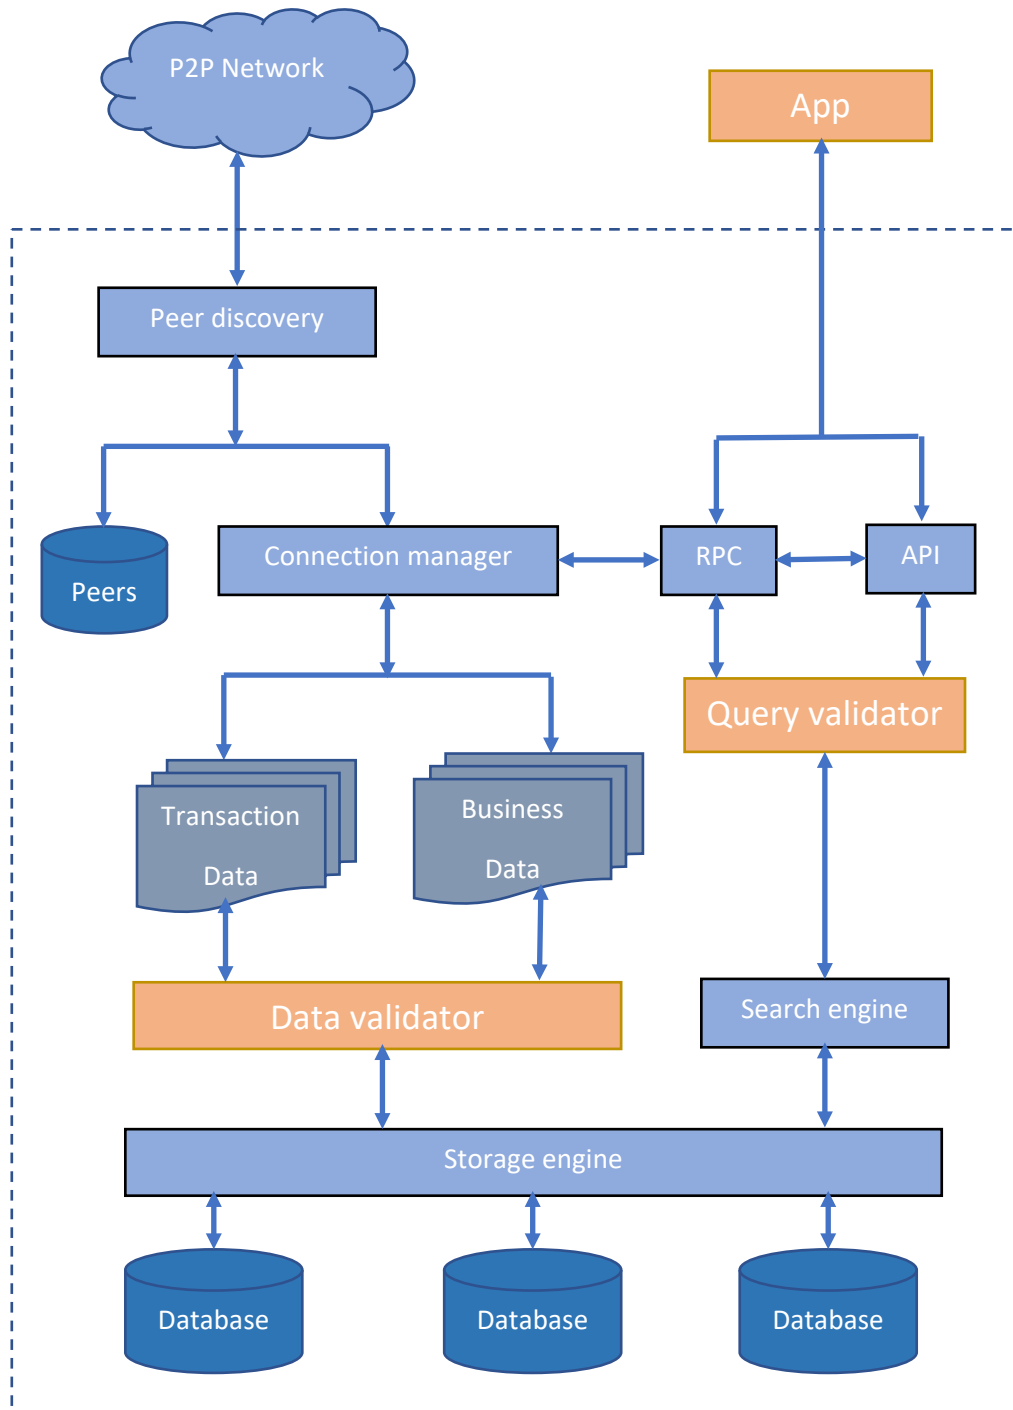 P2P Network
App
Peer discovery
Connection manager
RPC
API
Peers
Query validator
Transaction
Data
Business
Data
Data validator
Search engine
Storage engine
Database
Database
Database